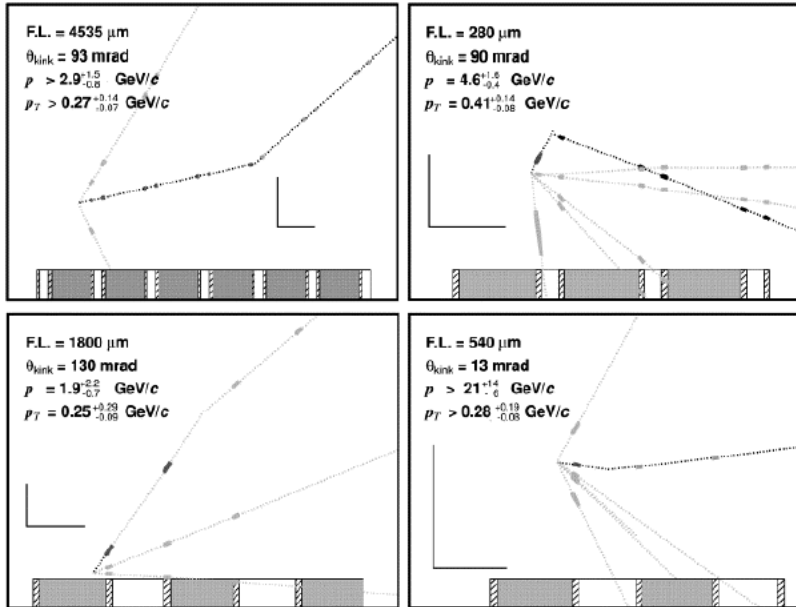 F.L. = 4535 μm
θkink = 93 mrad
p > 2.9 +1.5 -0.8 GeV/c
pT > 0.27 +0.14 -0.07 GeV/c
F.L. = 280 μm
θkink = 90 mrad
p = 4.6 +1.6 -0.4 GeV/c
pT = 0.41 +0.14 -0.08 GeV/c
F.L. = 1800 μm
θkink = 130 mrad
p = 1.9 +2.2 -0.7 GeV/c
pT = 0.25 +0.29 -0.09 GeV/c
F.L. = 540 μm
θkink = 13 mrad
p > 21 +14 -6 GeV/c
pT > 0.28 +0.19 -0.08 GeV/c